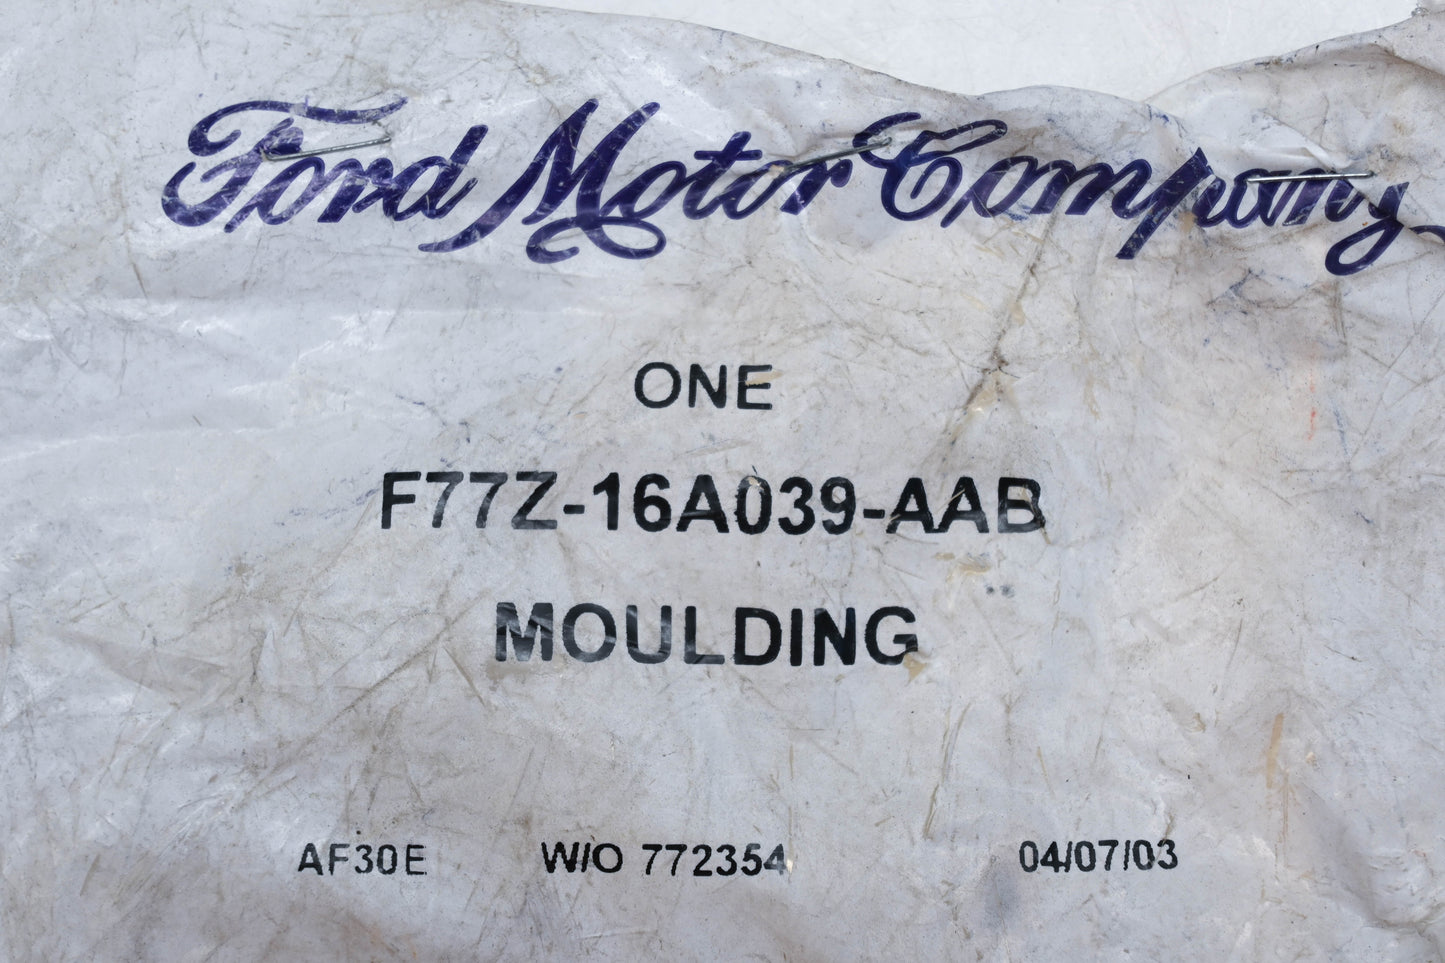 Ford Motor Company
ONE
F77Z-16A039-AAB
MOULDING
AF30E W/O 772354 04/07/03